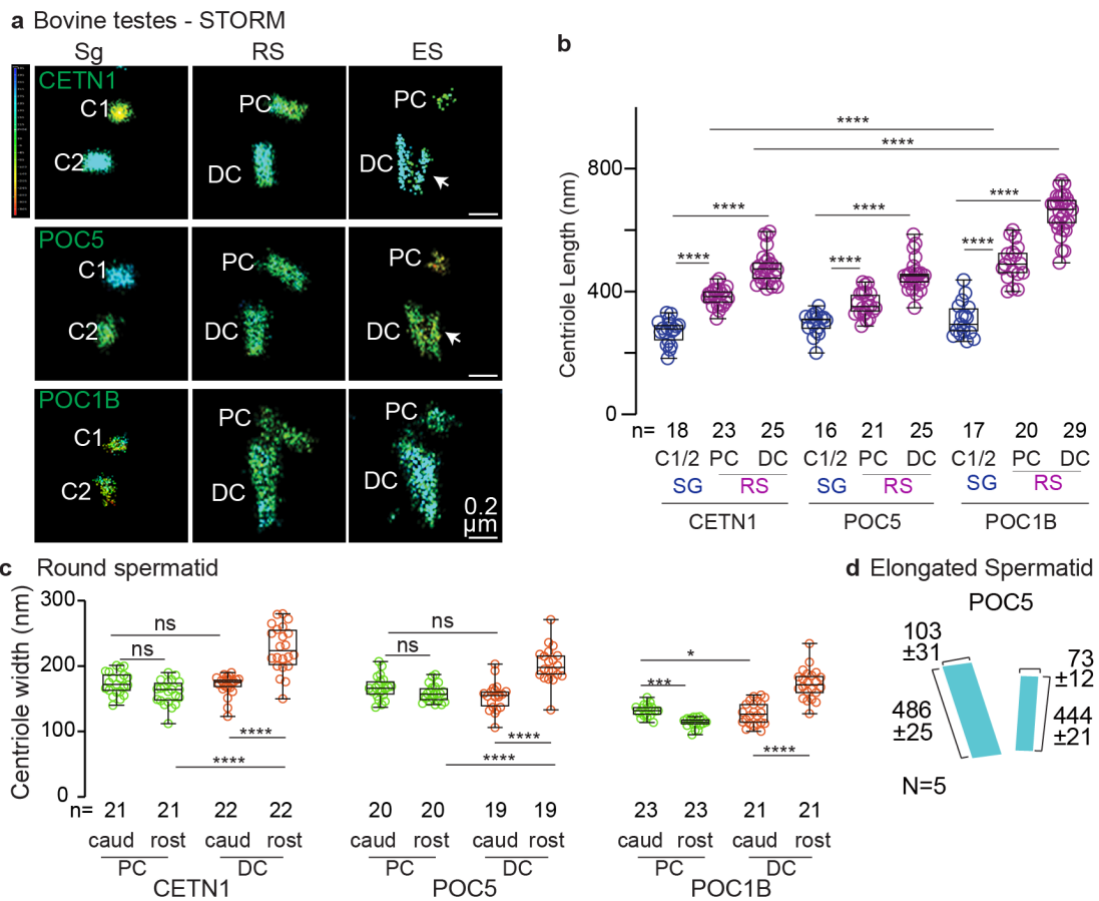 a Bovine testes - STORM
Sg RS ES
CETN1
C1
C2
PC
DC
PC
DC
POC5
C1
C2
PC
DC
PC
DC
POC1B
C1
C2
PC
DC
PC
DC
0.2
µm
b
Centriole Length (nm)
800
400
0
****
****
****
****
****
****
****
****
n= 18 23 25 16 21 25 17 20 29
C1/2 PC DC C1/2 PC DC C1/2 PC DC
SG RS SG RS SG RS
CETN1 POC5 POC1B
c Round spermatid
Centriole width (nm)
300
200
100
0
ns
ns
****
****
ns
ns
****
****
*
***
****
n= 21 21 22 22 20 20 19 19 23 23 21 21
caud rost caud rost caud rost caud rost caud rost caud rost
PC DC PC DC PC DC
CETN1 POC5 POC1B
d Elongated Spermatid
POC5
103
±31
73
±12
486
±25
444
±21
N=5